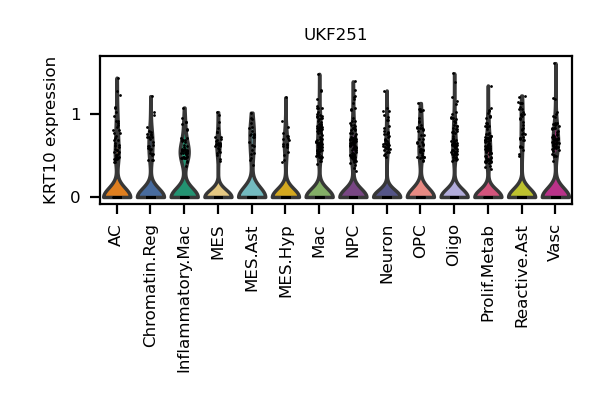 UKF251
KRT10 expression
1
0
AC
Chromatin.Reg
Inflammatory.Mac
MES
MES.Ast
MES.Hyp
Mac
NPC
Neuron
OPC
Oligo
Prolif.Metab
Reactive.Ast
Vasc